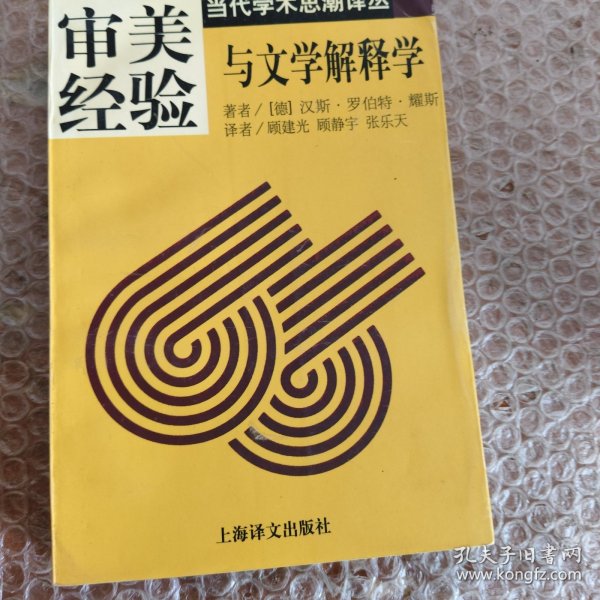 当代学术思潮译丛
审美
经验
与文学解释学
著者/ [德] 汉斯·罗伯特·耀斯
译者/ 顾建光 顾静宇 张乐天
上海译文出版社
孔夫子旧书网
www.kongfz.com